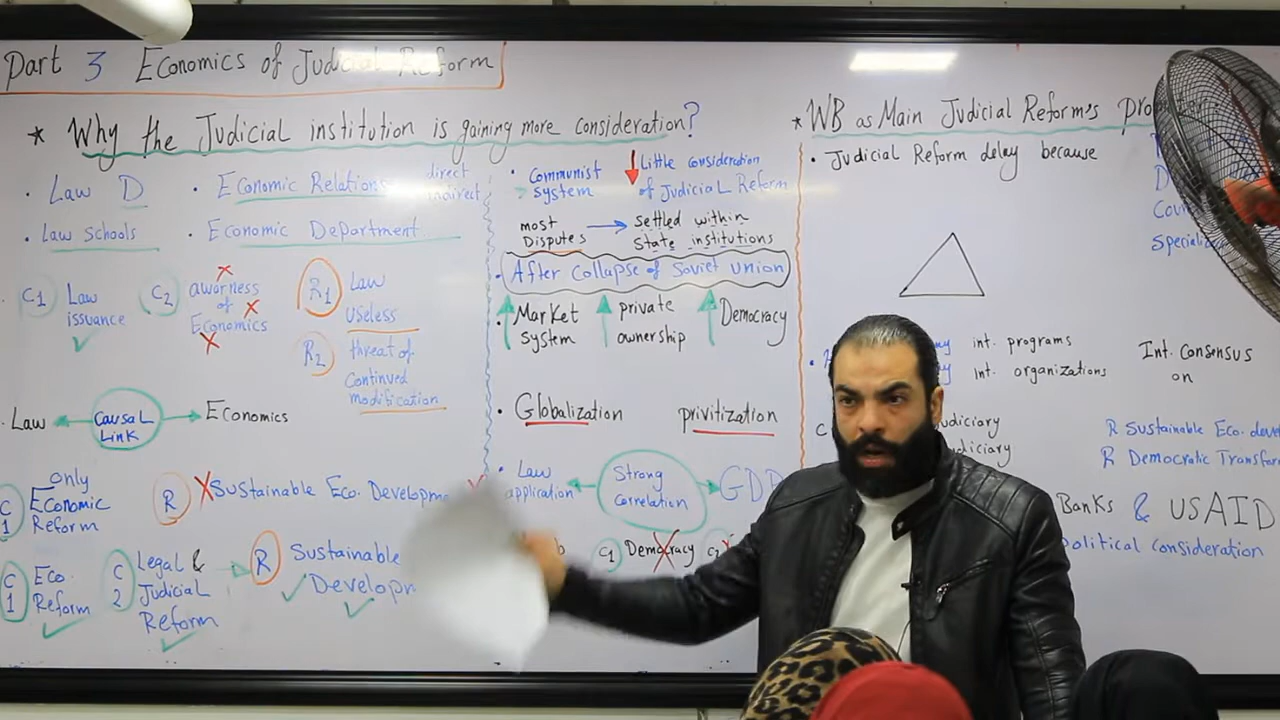 Part 3 Economics of Judicial Reform
* Why the Judicial institution is gaining more consideration?
• Law D
• Economic Relations direct
indirect
• Law schools
• Economic Department
C1 Law
issuance
C2 awarness
of
Economics
R1 Law
useless
R2 threat of
continued
modification
Law Causal
Link Economics
C1 only
Economic
Reform
R Sustainable Eco.
C1 Eco.
Reform
C2 Legal &
Judicial
Reform
R Sustainable
• Communist
system
Little consideration
of Judicial Reform
most
Disputes
settled within
State institutions
• After collapse of Soviet union
• Market
system
private
ownership
Democracy
• Globalization privitization
• Law
application
Strong
correlation
GDP
C1 Democracy C2
* WB as Main Judicial Reform's
• Judicial Reform delay because
int. programs
int. organizations
Int. consensus
on
R Sustainable Eco.
R Democratic
Banks & USAID
political consideration